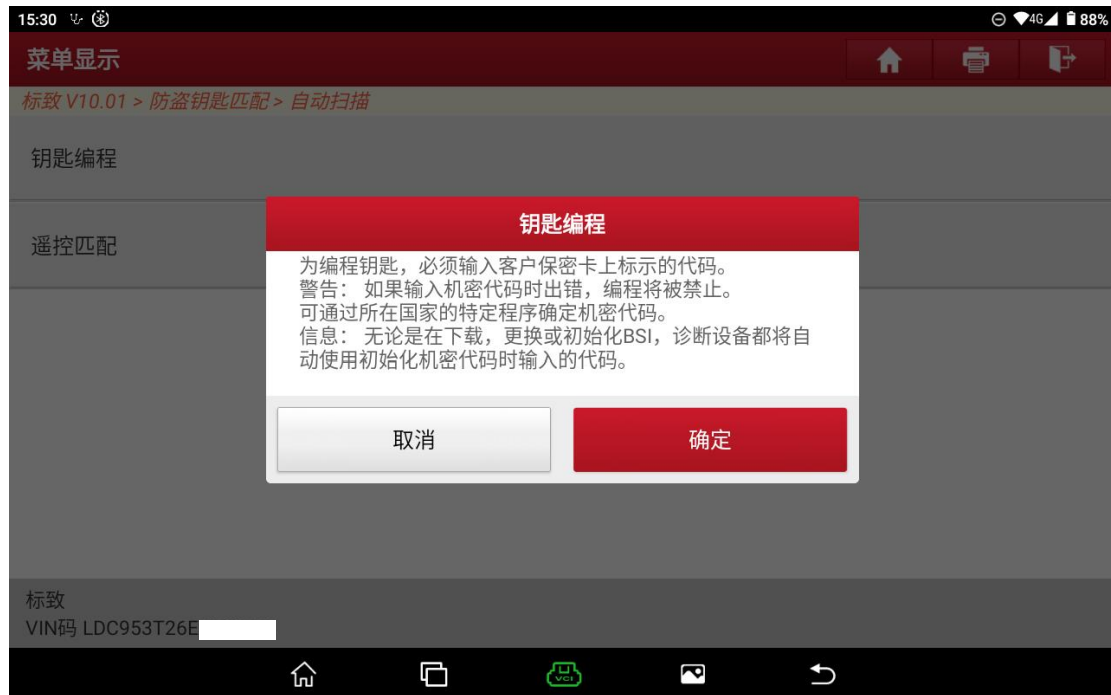 15:30
4G
88%
菜单显示
标致 V10.01 > 防盗钥匙匹配 > 自动扫描
钥匙编程
遥控匹配
钥匙编程
为编程钥匙，必须输入客户保密卡上标示的代码。
警告： 如果输入机密代码时出错，编程将被禁止。
可通过所在国家的特定程序确定机密代码。
信息： 无论是在下载，更换或初始化BSI，诊断设备都将自
动使用初始化机密代码时输入的代码。
取消
确定
标致
VIN码 LDC953T26E
VCI